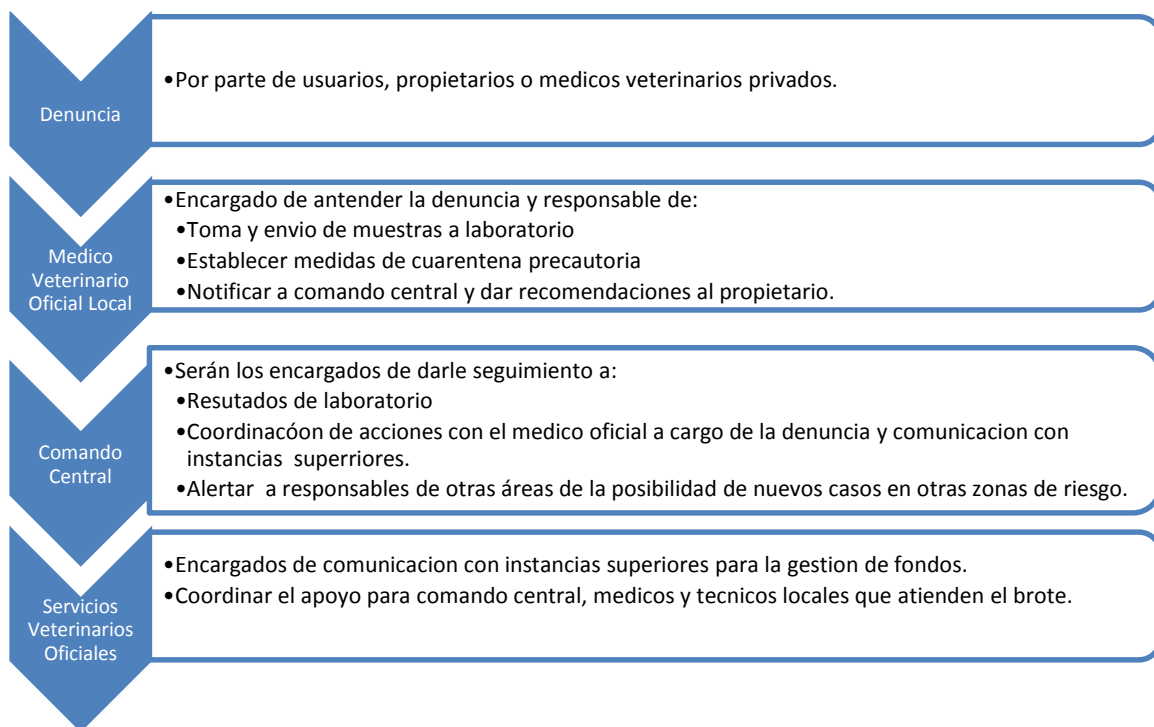 Denuncia
•Por parte de usuarios, propietarios o medicos veterinarios privados.
Medico
Veterinario
Oficial Local
•Encargado de antender la denuncia y responsable de:
•Toma y envio de muestras a laboratorio
•Establecer medidas de cuarentena precautoria
•Notificar a comando central y dar recomendaciones al propietario.
Comando
Central
•Serán los encargados de darle seguimiento a:
•Resutados de laboratorio
•Coordinacóon de acciones con el medico oficial a cargo de la denuncia y comunicacion con
instancias superriores.
•Alertar a responsables de otras áreas de la posibilidad de nuevos casos en otras zonas de riesgo.
Servicios
Veterinarios
Oficiales
•Encargados de comunicacion con instancias superiores para la gestion de fondos.
•Coordinar el apoyo para comando central, medicos y tecnicos locales que atienden el brote.